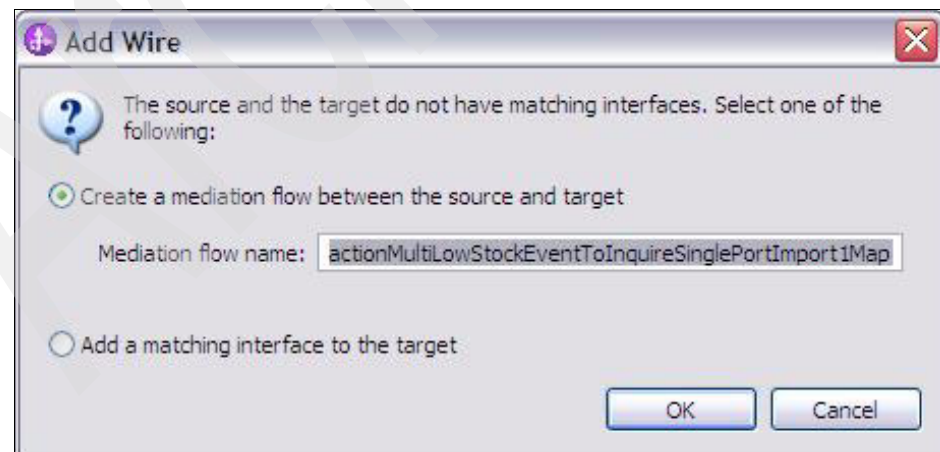 Add Wire
The source and the target do not have matching interfaces. Select one of the
following:
Create a mediation flow between the source and target
Mediation flow name: actionMultiLowStockEventToInquireSinglePortImport1Map
Add a matching interface to the target
OK Cancel